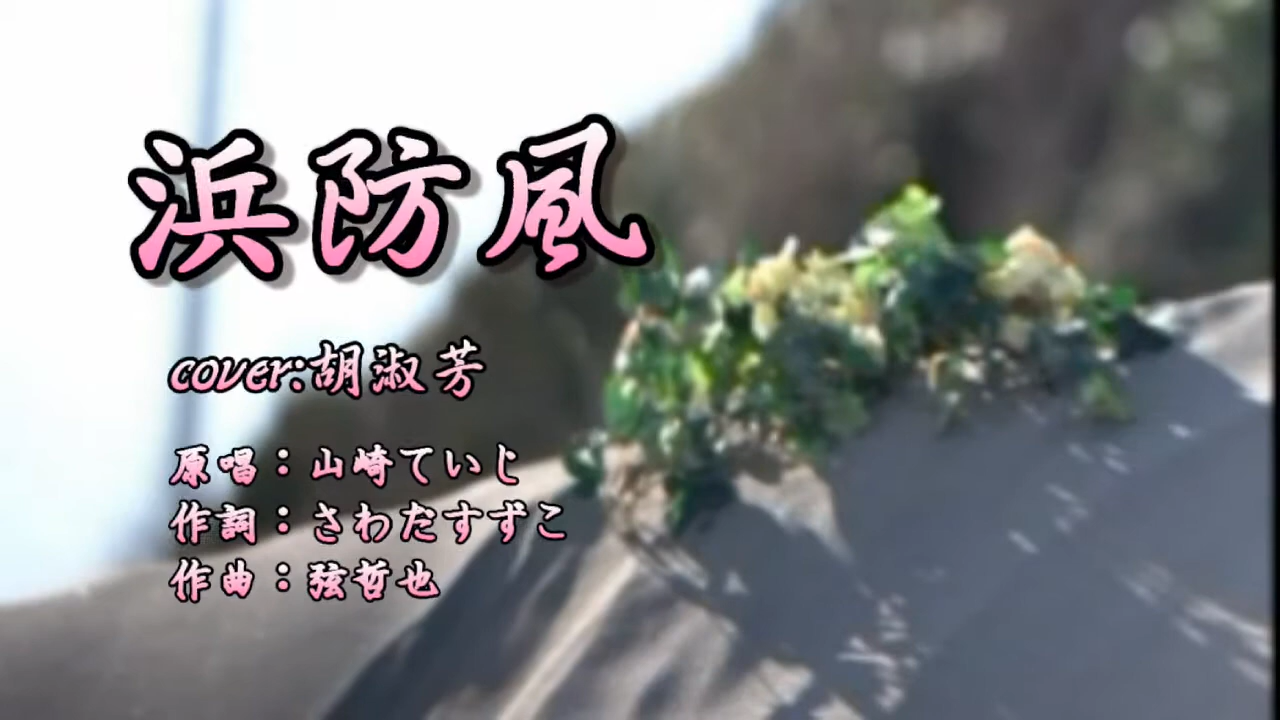 浜防風
cover:胡淑芳
原唱：山崎ていじ
作詞：さわだすずこ
作曲：弦哲也